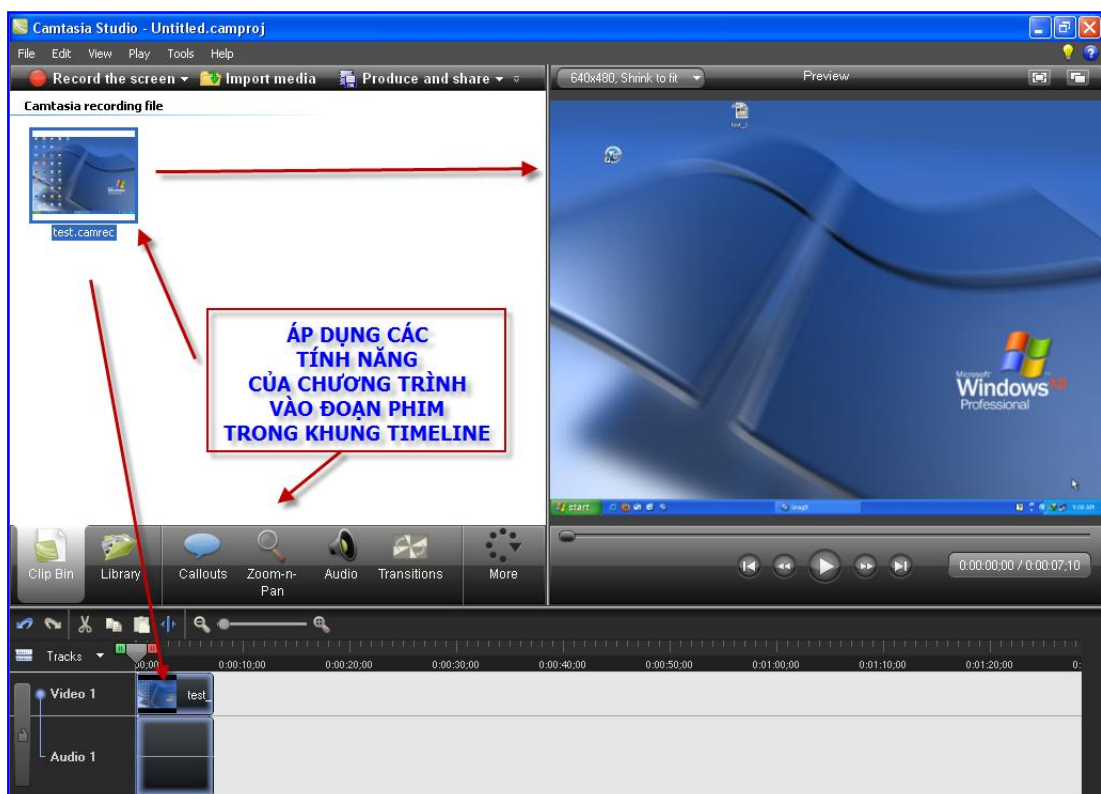 Camtasia Studio - Untitled.camproj
File Edit View Play Tools Help
Record the screen Import media Produce and share
640x480, Shrink to fit Preview
Camtasia recording file
test.camrec
ÁP DỤNG CÁC
TÍNH NĂNG
CỦA CHƯƠNG TRÌNH
VÀO ĐOẠN PHIM
TRONG KHUNG TIMELINE
Microsoft
Windows xp
Professional
start
SnagIt
Clip Bin Library Callouts Zoom-n-Pan Audio Transitions More
0:00:00;00 / 0:00:07;10
Tracks
00;00 0:00:10;00 0:00:20;00 0:00:30;00 0:00:40;00 0:00:50;00 0:01:00;00 0:01:10;00 0:01:20;00 0:
Video 1 test_
Audio 1